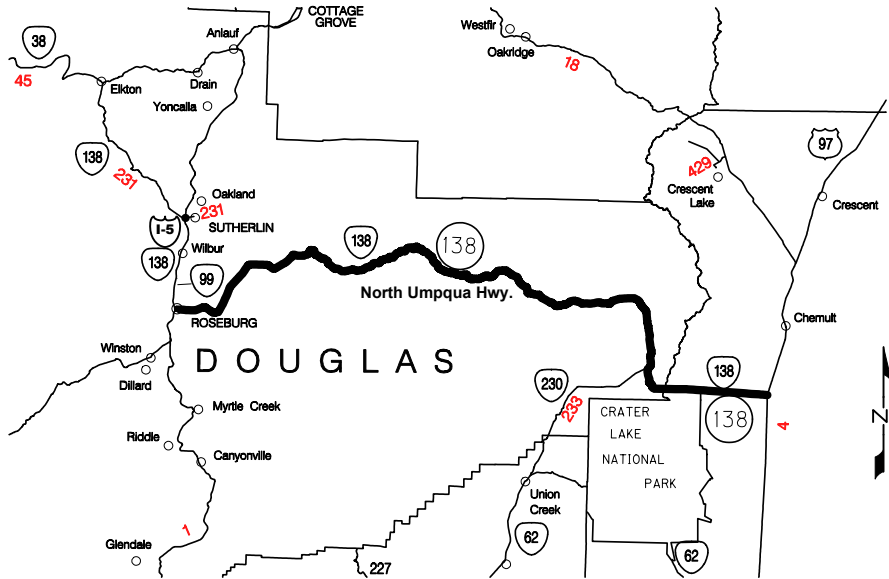 COTTAGE
GROVE
Westfir
38
Anlauf
Oakridge
18
45
Drain
Elkton
Yoncalla
97
138
231
429
Crescent
Lake
Crescent
Oakland
231
SUTHERLIN
I-5
138
138
Wilbur
138
99
North Umpqua Hwy.
ROSEBURG
Chemult
Winston
DOUGLAS
Dillard
230
138
233
CRATER
LAKE
NATIONAL
PARK
138
4
Myrtle Creek
N
Riddle
Canyonville
Union
Creek
1
62
62
Glendale
227